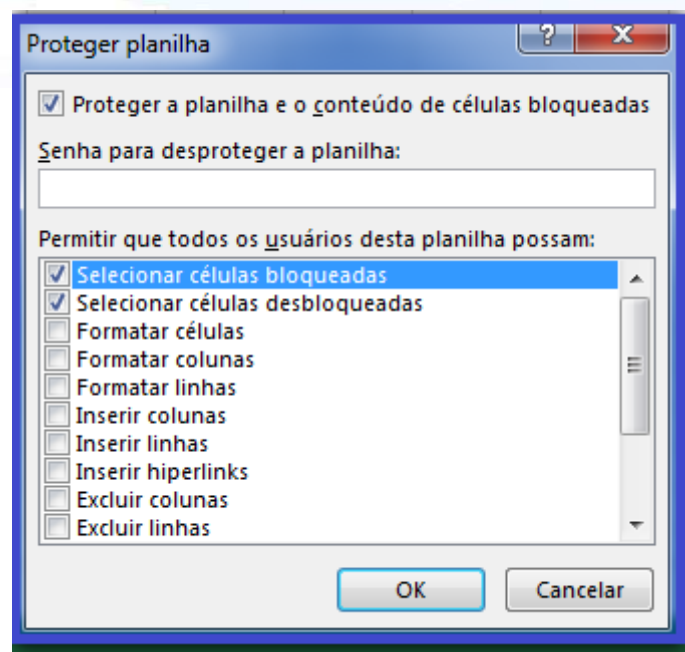 Proteger planilha
Proteger a planilha e o conteúdo de células bloqueadas
Senha para desproteger a planilha:
Permitir que todos os usuários desta planilha possam:
Selecionar células bloqueadas
Selecionar células desbloqueadas
Formatar células
Formatar colunas
Formatar linhas
Inserir colunas
Inserir linhas
Inserir hiperlinks
Excluir colunas
Excluir linhas
OK Cancelar